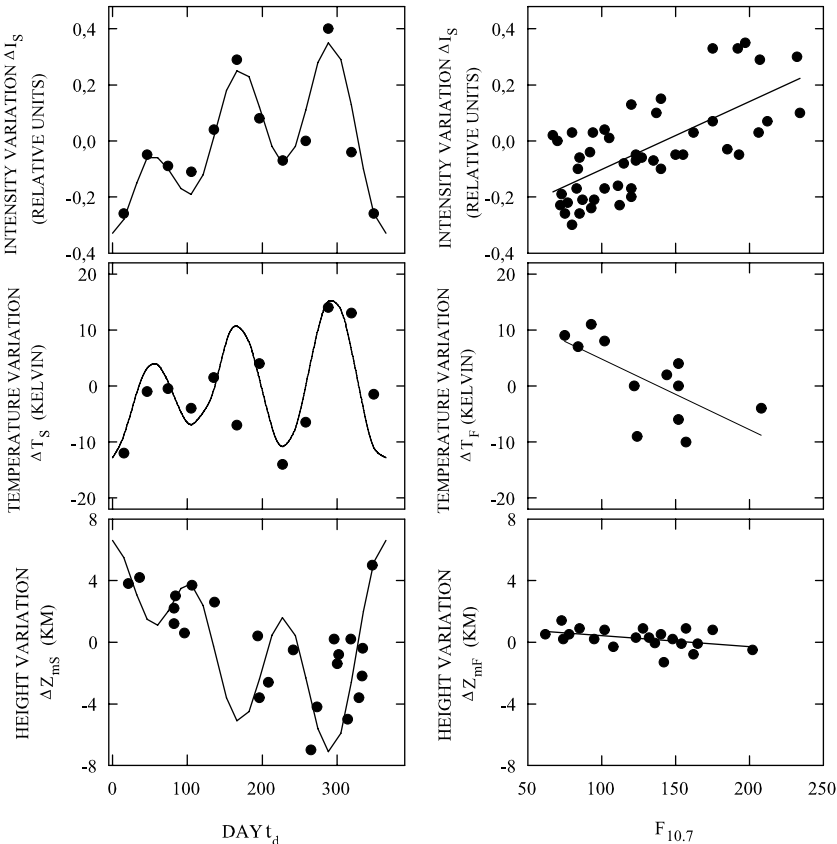 INTENSITY VARIATION ΔI_S
(RELATIVE UNITS)
0,4
0,2
0,0
-0,2
-0,4
INTENSITY VARIATION ΔI_S
(RELATIVE UNITS)
0,4
0,2
0,0
-0,2
-0,4
TEMPERATURE VARIATION
ΔT_S (KELVIN)
20
10
0
-10
-20
TEMPERATURE VARIATION
ΔT_F (KELVIN)
20
10
0
-10
-20
HEIGHT VARIATION
ΔZ_mS (KM)
8
4
0
-4
-8
0 100 200 300
DAY t_d
HEIGHT VARIATION
ΔZ_mF (KM)
8
4
0
-4
-8
50 100 150 200 250
F_10.7